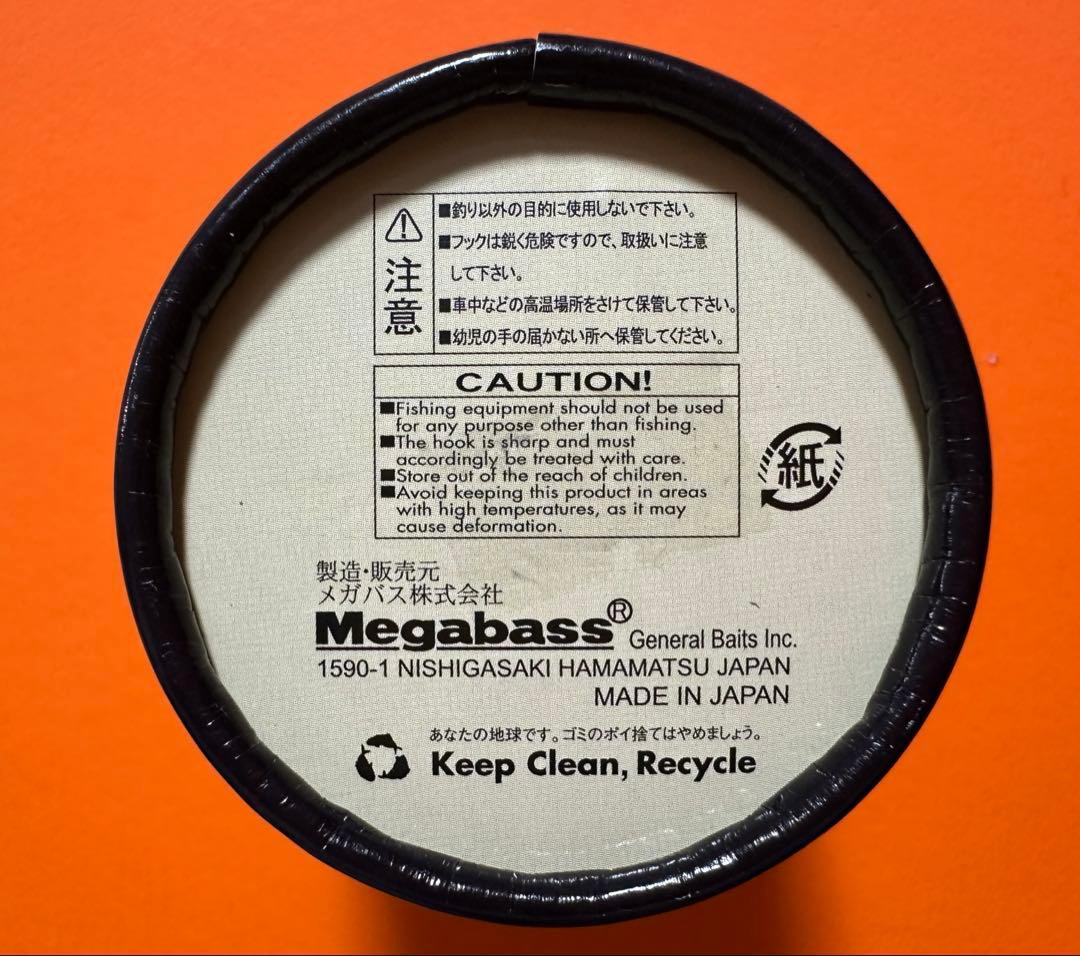 注意
■釣り以外の目的に使用しないで下さい。
■フックは鋭く危険ですので、取扱いに注意
して下さい。
■車中などの高温場所をさけて保管して下さい。
■幼児の手の届かない所へ保管してください。
CAUTION!
■Fishing equipment should not be used
for any purpose other than fishing.
■The hook is sharp and must
accordingly be treated with care.
■Store out of the reach of children.
■Avoid keeping this product in areas
with high temperatures, as it may
cause deformation.
紙
製造・販売元
メガバス株式会社
Megabass® General Baits Inc.
1590-1 NISHIGASAKI HAMAMATSU JAPAN
MADE IN JAPAN
あなたの地球です。ゴミのポイ捨てはやめましょう。
Keep Clean, Recycle